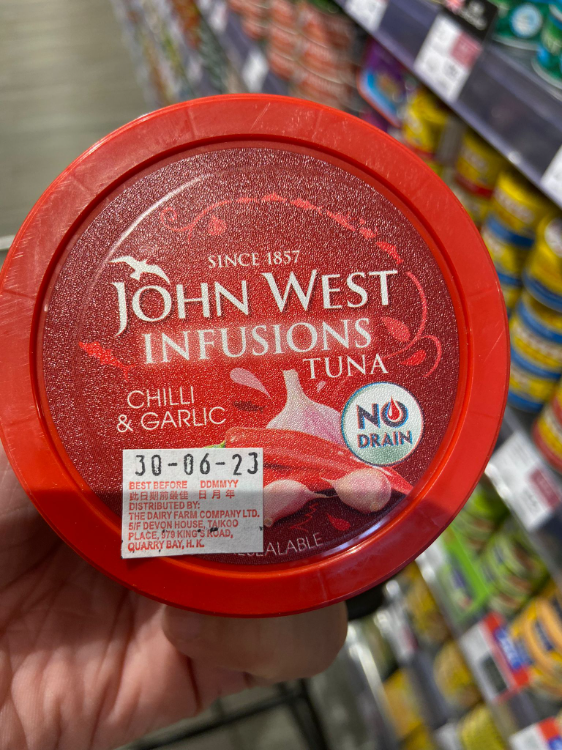 SINCE 1857
JOHN WEST
INFUSIONS
TUNA
CHILLI
& GARLIC
NO
DRAIN
30-06-23
BEST BEFORE DDMMYY
此日期前最佳 日月年
DISTRIBUTED BY:
THE DAIRY FARM COMPANY LTD.
5/F DEVON HOUSE, TAIKOO
PLACE, 979 KING'S ROAD,
QUARRY BAY, H.K.